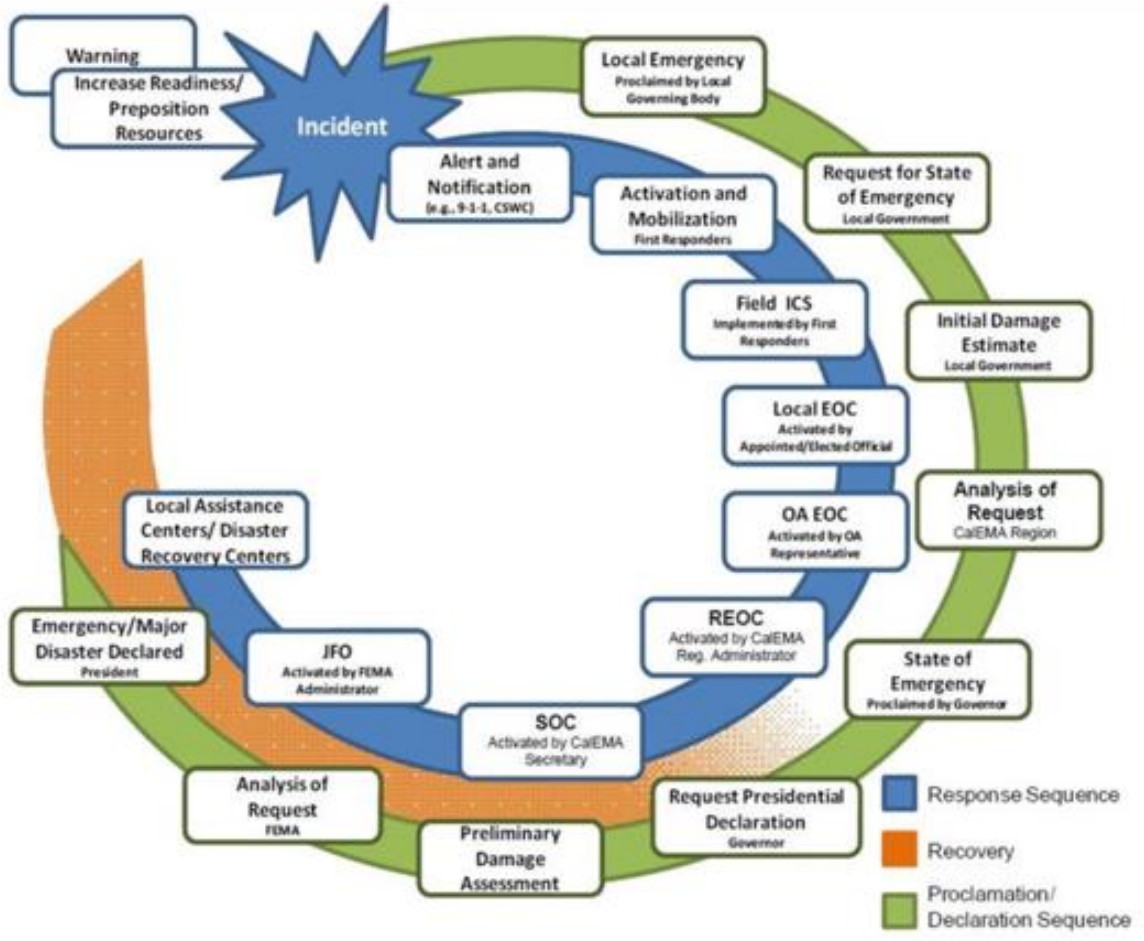 Warning
Increase Readiness/
Preposition
Resources
Incident
Alert and
Notification
(e.g., 9-1-1, CSWC)
Activation and
Mobilization
First Responders
Field ICS
Implemented by First
Responders
Local EOC
Activated by
Appointed/Elected Official
OA EOC
Activated by OA
Representative
REOC
Activated by CalEMA
Reg. Administrator
SOC
Activated by CalEMA
Secretary
JFO
Activated by FEMA
Administrator
Local Assistance
Centers/ Disaster
Recovery Centers
Local Emergency
Proclaimed by Local
Governing Body
Request for State
of Emergency
Local Government
Initial Damage
Estimate
Local Government
Analysis of
Request
CalEMA Region
State of
Emergency
Proclaimed by Governor
Request Presidential
Declaration
Governor
Preliminary
Damage
Assessment
Analysis of
Request
FEMA
Emergency/Major
Disaster Declared
President
Response Sequence
Recovery
Proclamation/
Declaration Sequence